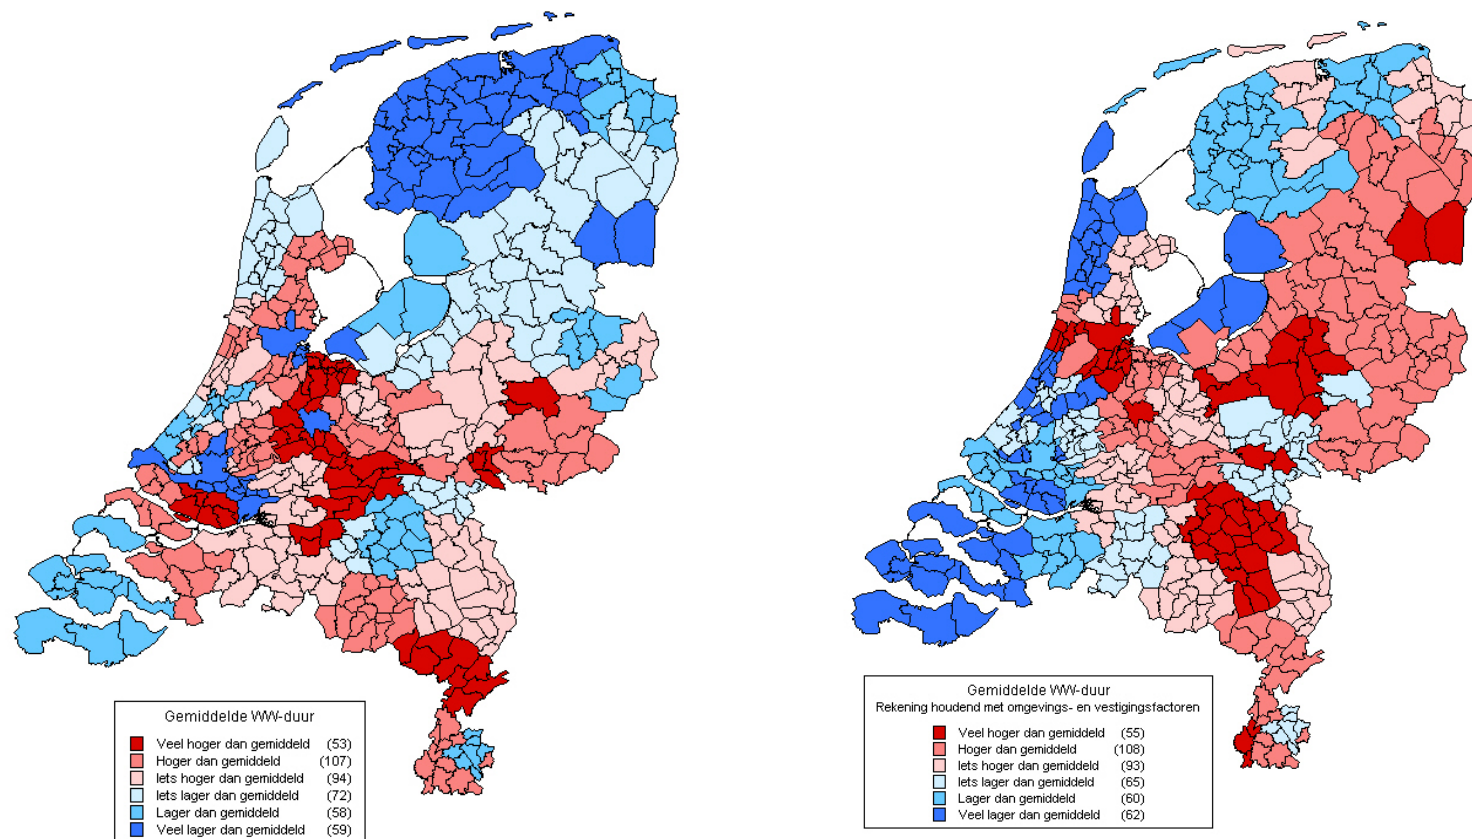 Gemiddelde WW-duur
Veel hoger dan gemiddeld (53)
Hoger dan gemiddeld (107)
Iets hoger dan gemiddeld (94)
Iets lager dan gemiddeld (72)
Lager dan gemiddeld (58)
Veel lager dan gemiddeld (59)
Gemiddelde WW-duur
Rekening houdend met omgevings- en vestigingsfactoren
Veel hoger dan gemiddeld (55)
Hoger dan gemiddeld (108)
Iets hoger dan gemiddeld (93)
Iets lager dan gemiddeld (65)
Lager dan gemiddeld (60)
Veel lager dan gemiddeld (62)